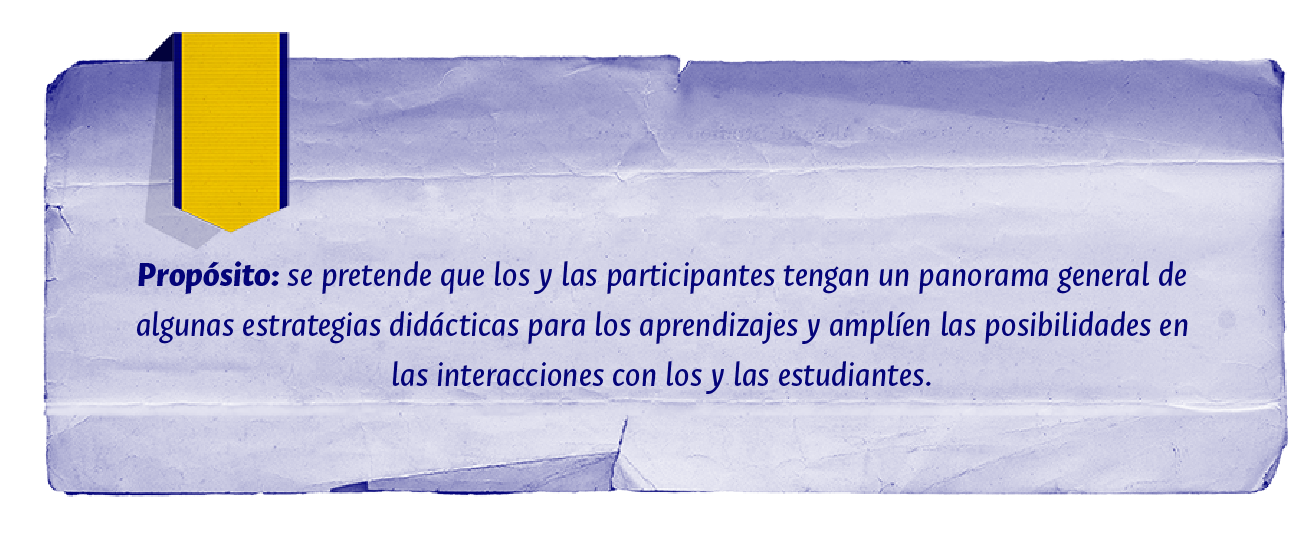 Propósito: se pretende que los y las participantes tengan un panorama general de
algunas estrategias didácticas para los aprendizajes y amplíen las posibilidades en
las interacciones con los y las estudiantes.